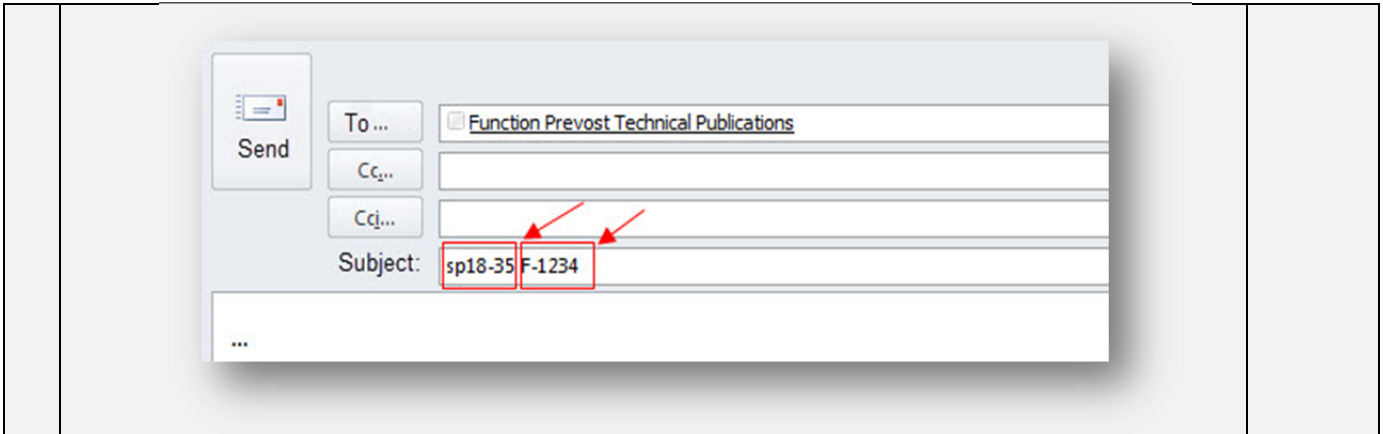 Send
To ...
Function Prevost Technical Publications
Cc...
Cci...
Subject:
sp18-35 F-1234
...